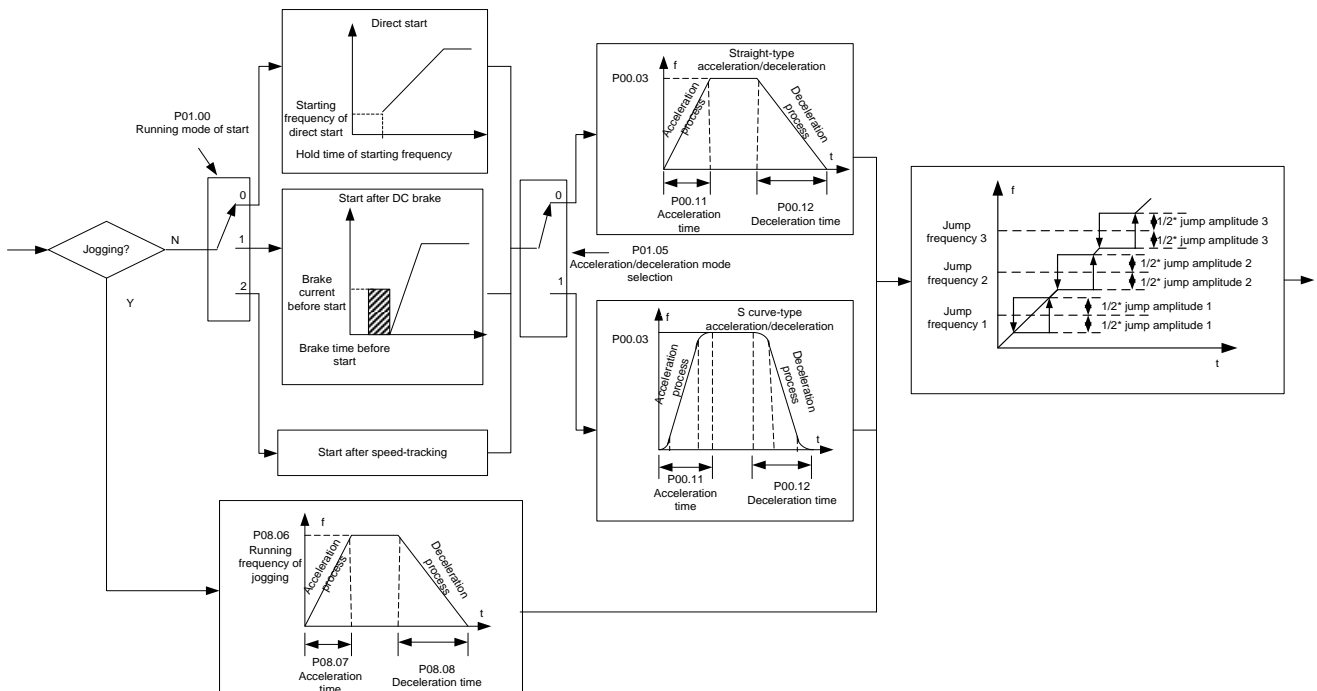 Jogging?
N
Y
P01.00
Running mode of start
0
1
2
Direct start
Starting
frequency of
direct start
Hold time of starting frequency
Start after DC brake
Brake
current
before start
Brake time before
start
Start after speed-tracking
0
1
P01.05
Acceleration/deceleration mode
selection
Straight-type
acceleration/deceleration
f
P00.03
Acceleration
process
Deceleration
process
t
P00.11
Acceleration
time
P00.12
Deceleration time
S curve-type
acceleration/deceleration
f
P00.03
Acceleration
process
Deceleration
process
t
P00.11
Acceleration
time
P00.12
Deceleration time
f
P08.06
Running
frequency of
jogging
Acceleration
process
Deceleration
process
t
P08.07
Acceleration
time
P08.08
Deceleration time
f
Jump
frequency 3
Jump
frequency 2
Jump
frequency 1
1/2* jump amplitude 3
1/2* jump amplitude 3
1/2* jump amplitude 2
1/2* jump amplitude 2
1/2* jump amplitude 1
1/2* jump amplitude 1
t